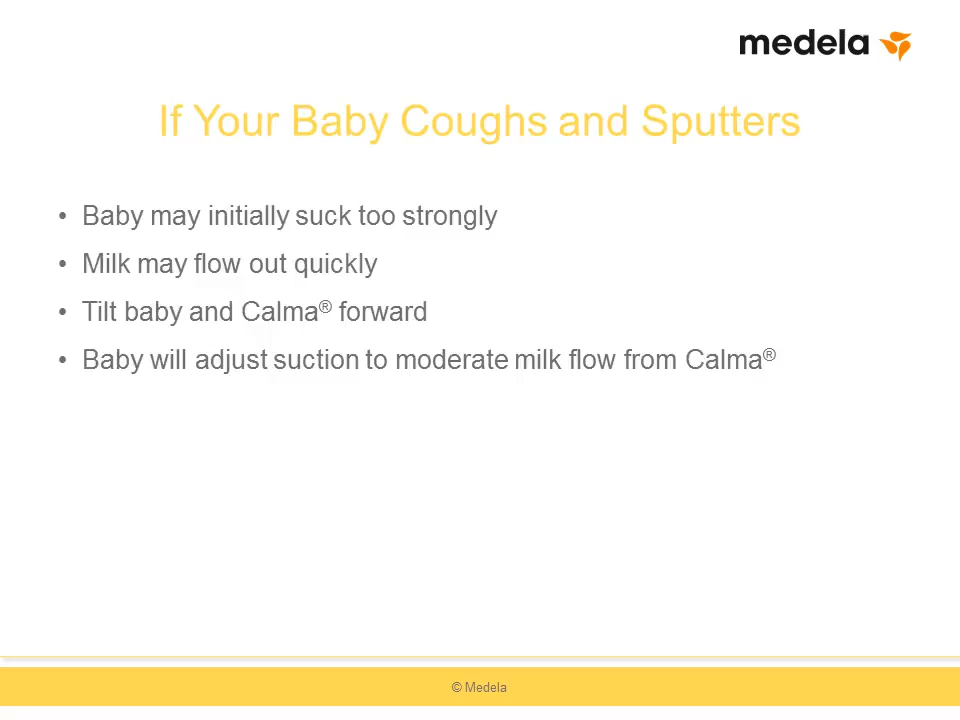 medela
If Your Baby Coughs and Sputters
• Baby may initially suck too strongly
• Milk may flow out quickly
• Tilt baby and Calma® forward
• Baby will adjust suction to moderate milk flow from Calma®
© Medela